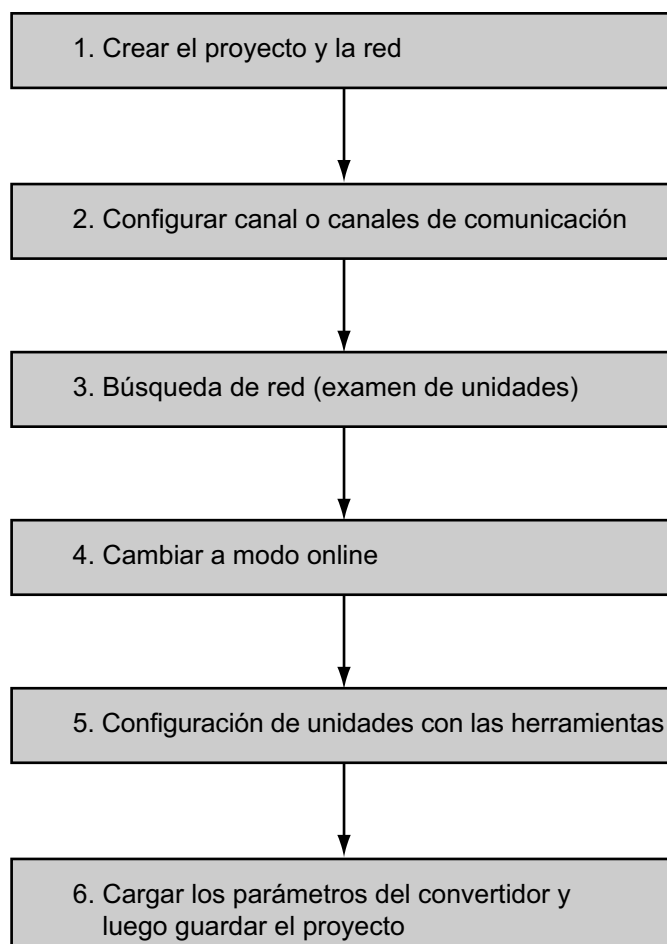 1. Crear el proyecto y la red
2. Configurar canal o canales de comunicación
3. Búsqueda de red (examen de unidades)
4. Cambiar a modo online
5. Configuración de unidades con las herramientas
6. Cargar los parámetros del convertidor y
luego guardar el proyecto